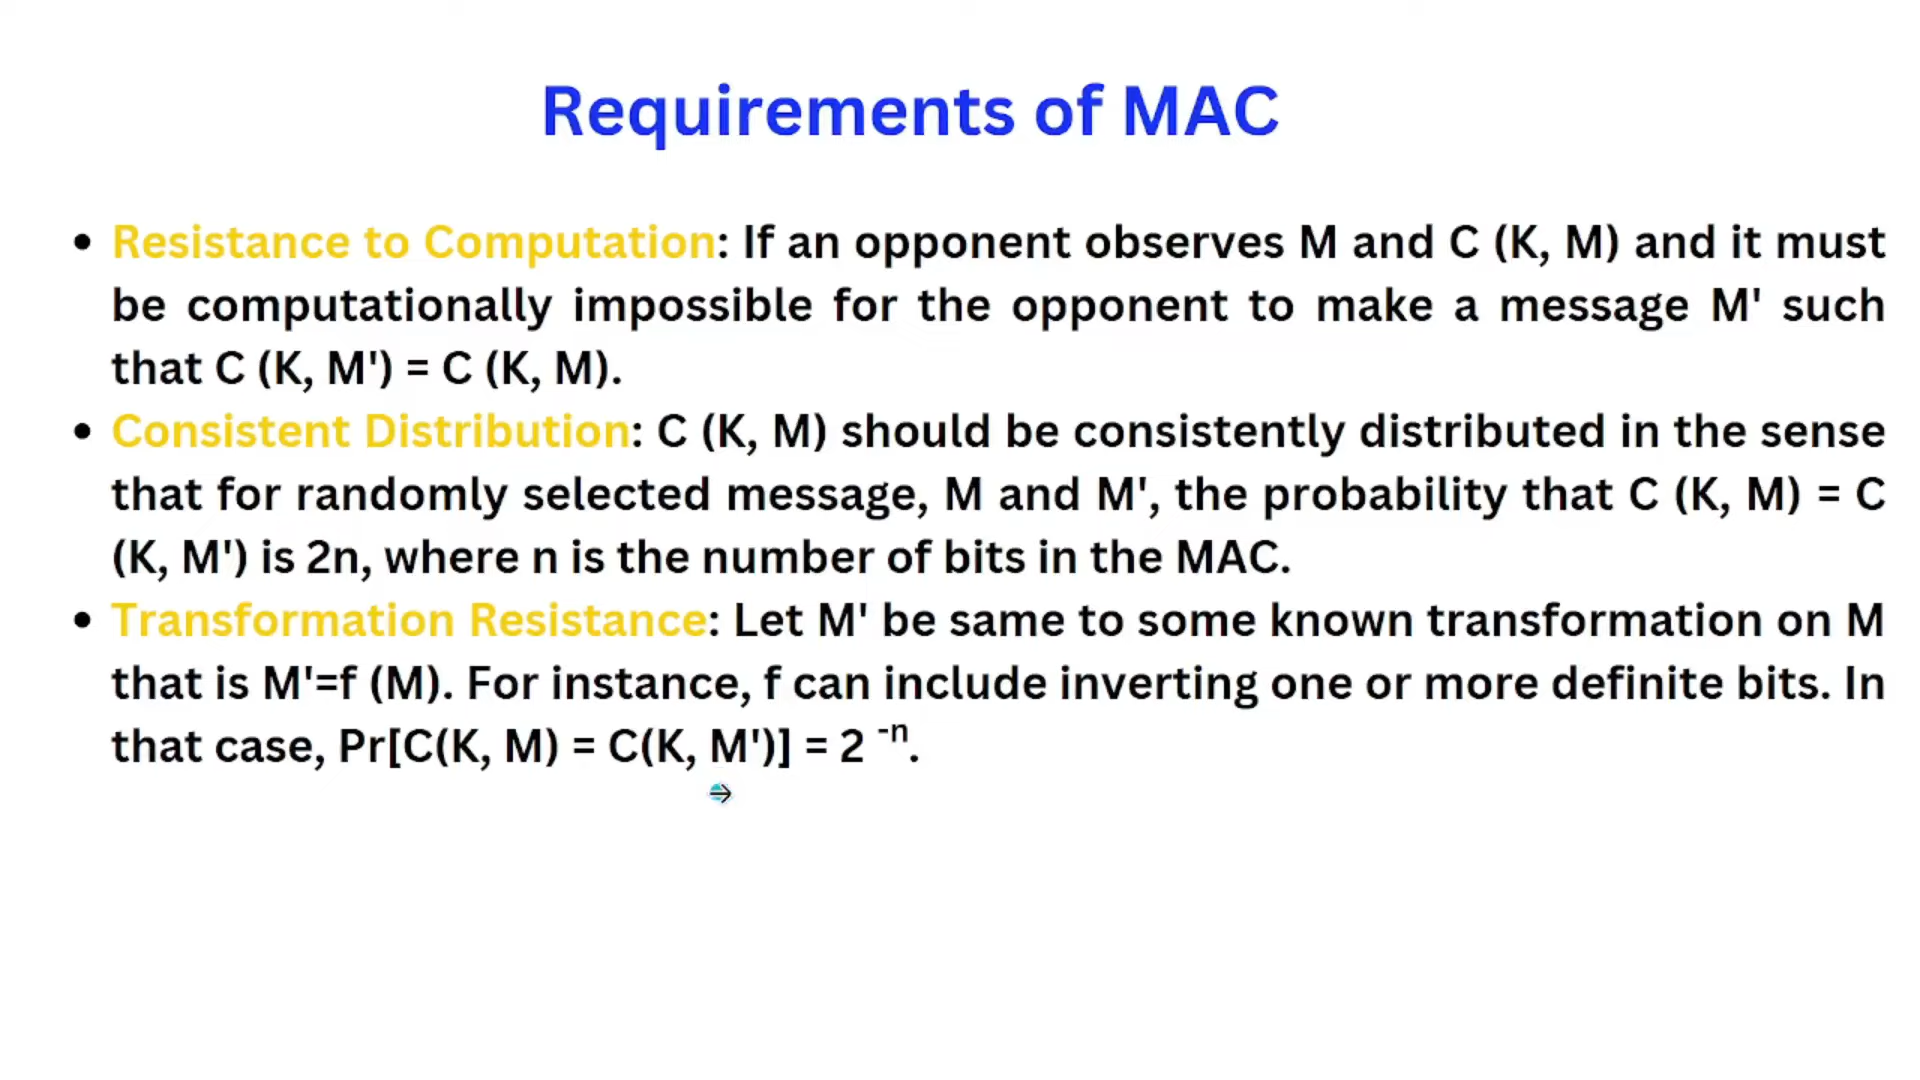 Requirements of MAC
• Resistance to Computation: If an opponent observes M and C (K, M) and it must
be computationally impossible for the opponent to make a message M' such
that C (K, M') = C (K, M).
• Consistent Distribution: C (K, M) should be consistently distributed in the sense
that for randomly selected message, M and M', the probability that C (K, M) = C
(K, M') is 2n, where n is the number of bits in the MAC.
• Transformation Resistance: Let M' be same to some known transformation on M
that is M'=f (M). For instance, f can include inverting one or more definite bits. In
that case, Pr[C(K, M) = C(K, M')] = 2 ⁻ⁿ.